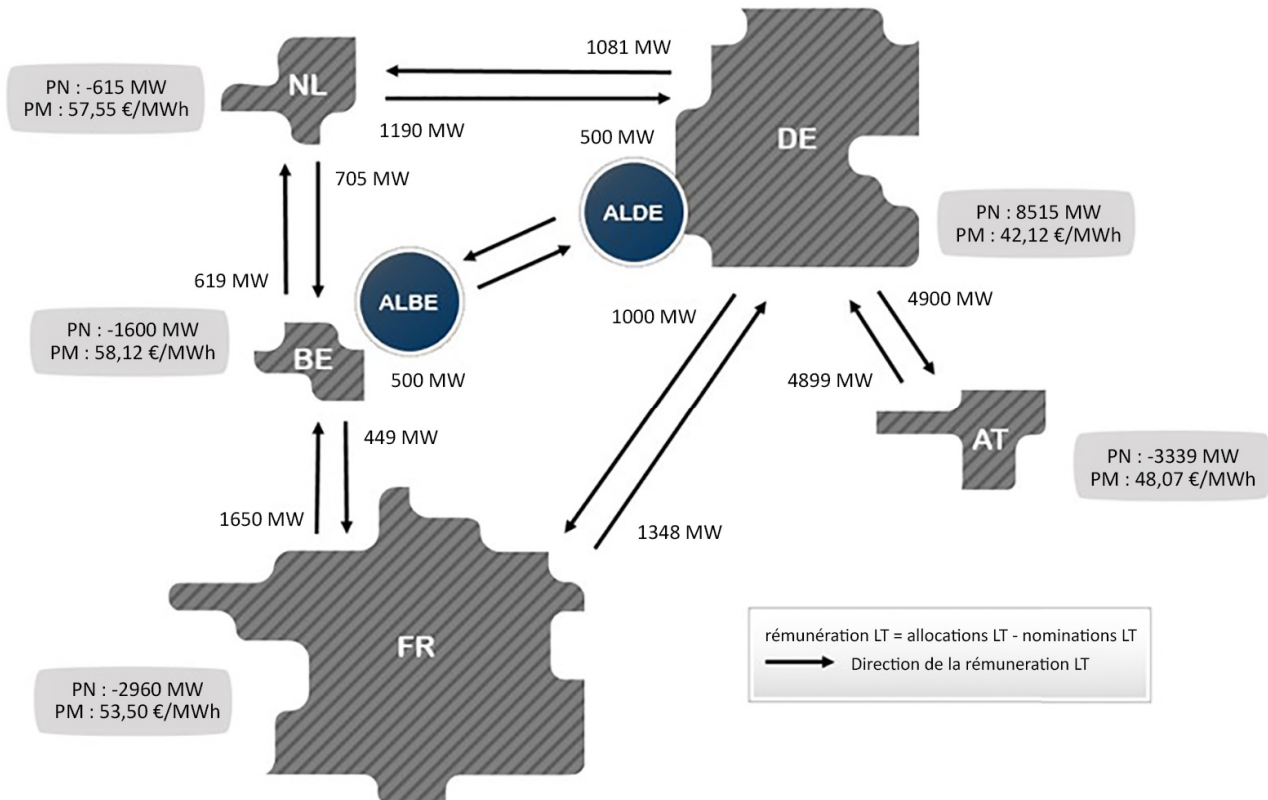 1081 MW
PN : -615 MW
PM : 57,55 €/MWh
NL
1190 MW
500 MW
DE
705 MW
ALDE
PN : 8515 MW
PM : 42,12 €/MWh
619 MW
ALBE
4900 MW
1000 MW
PN : -1600 MW
PM : 58,12 €/MWh
BE
500 MW
4899 MW
449 MW
AT
PN : -3339 MW
PM : 48,07 €/MWh
1650 MW
1348 MW
FR
rémunération LT = allocations LT - nominations LT
Direction de la rémuneration LT
PN : -2960 MW
PM : 53,50 €/MWh